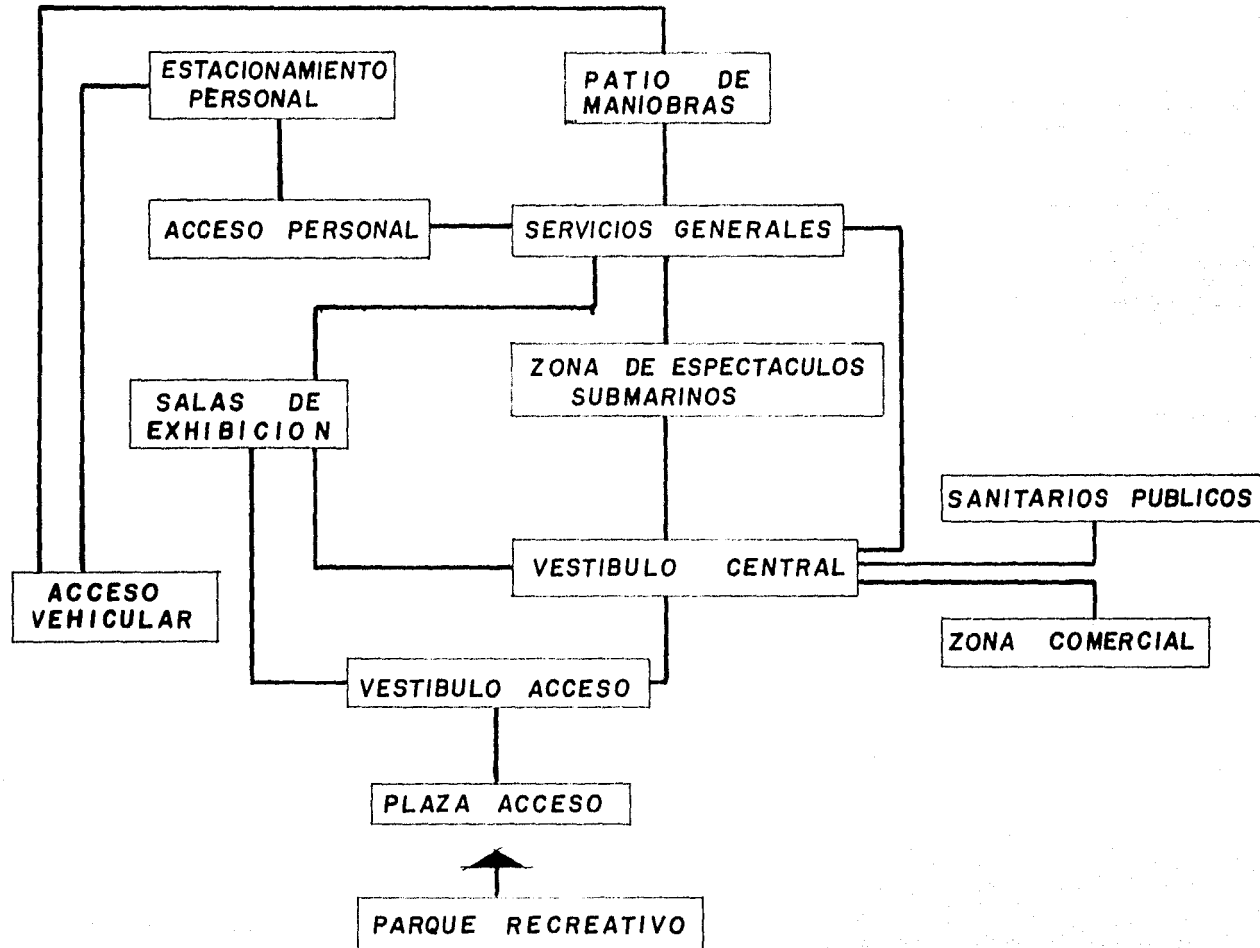 ESTACIONAMIENTO
PERSONAL
PATIO DE
MANIOBRAS
ACCESO PERSONAL
SERVICIOS GENERALES
ZONA DE ESPECTACULOS
SUBMARINOS
SALAS DE
EXHIBICION
SANITARIOS PUBLICOS
VESTIBULO CENTRAL
ACCESO
VEHICULAR
ZONA COMERCIAL
VESTIBULO ACCESO
PLAZA ACCESO
PARQUE RECREATIVO